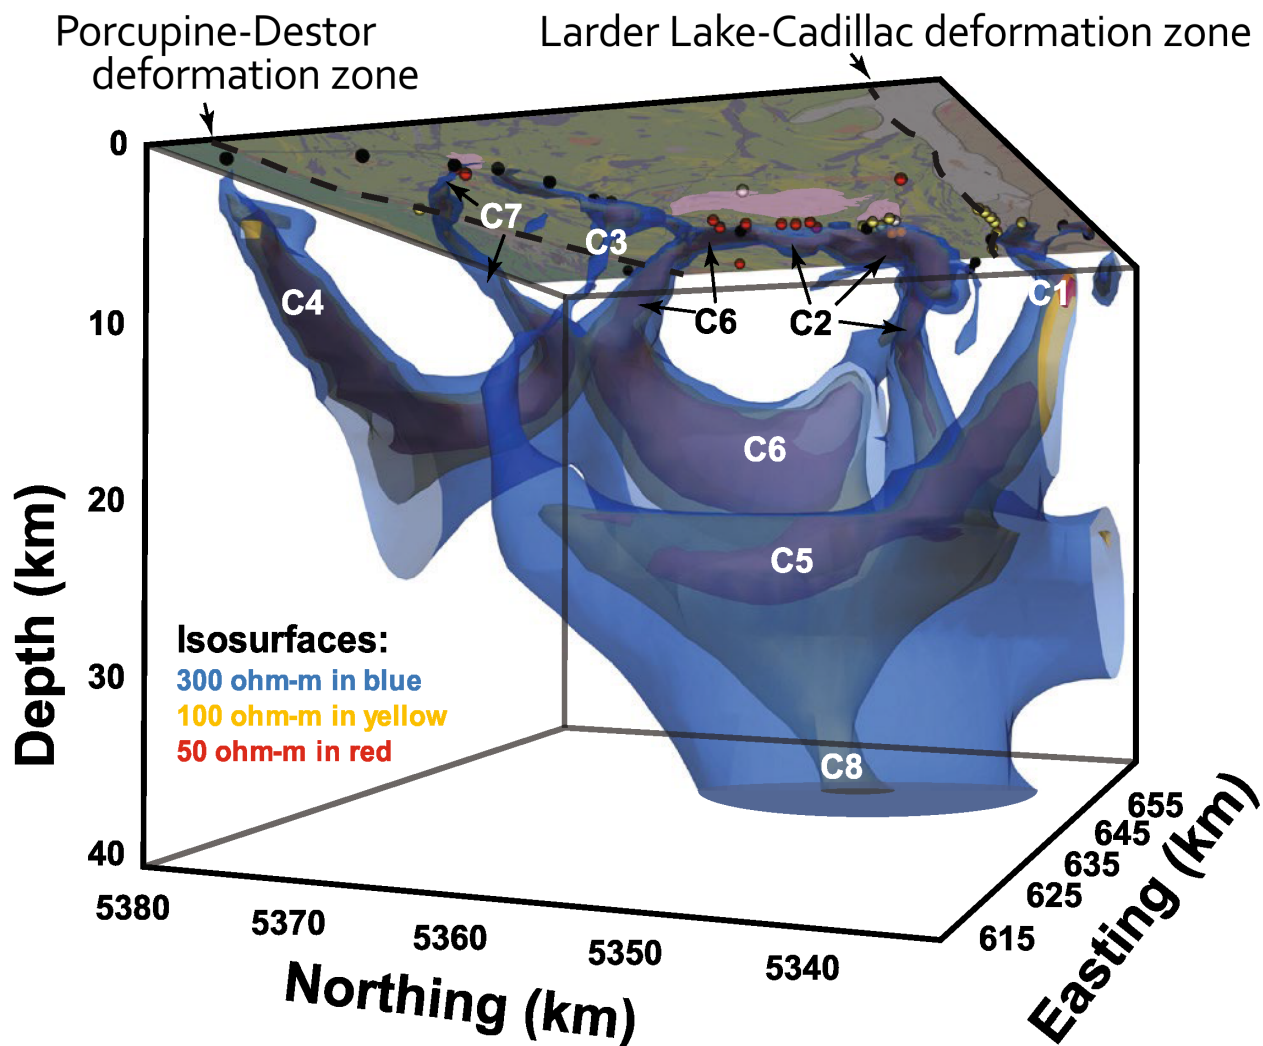 Porcupine-Destor
deformation zone
Larder Lake-Cadillac deformation zone
0
10
20
30
40
Depth (km)
C7
C3
C4
C6
C2
C1
C6
C5
C8
Isosurfaces:
300 ohm-m in blue
100 ohm-m in yellow
50 ohm-m in red
5380
5370
5360
5350
5340
Northing (km)
615
625
635
645
655
Easting (km)